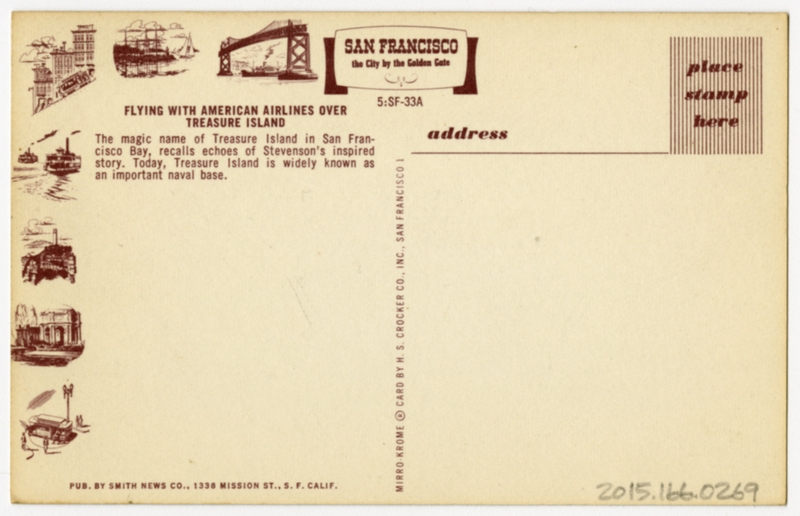 SAN FRANCISCO
the City by the Golden Gate
5:SF-33A
place
stamp
here
FLYING WITH AMERICAN AIRLINES OVER
TREASURE ISLAND
The magic name of Treasure Island in San Fran-
cisco Bay, recalls echoes of Stevenson's inspired
story. Today, Treasure Island is widely known as
an important naval base.
address
MIRRO-KROME ® CARD BY H. S. CROCKER CO., INC., SAN FRANCISCO 1
PUB. BY SMITH NEWS CO., 1338 MISSION ST., S. F. CALIF.
2015.166.0269